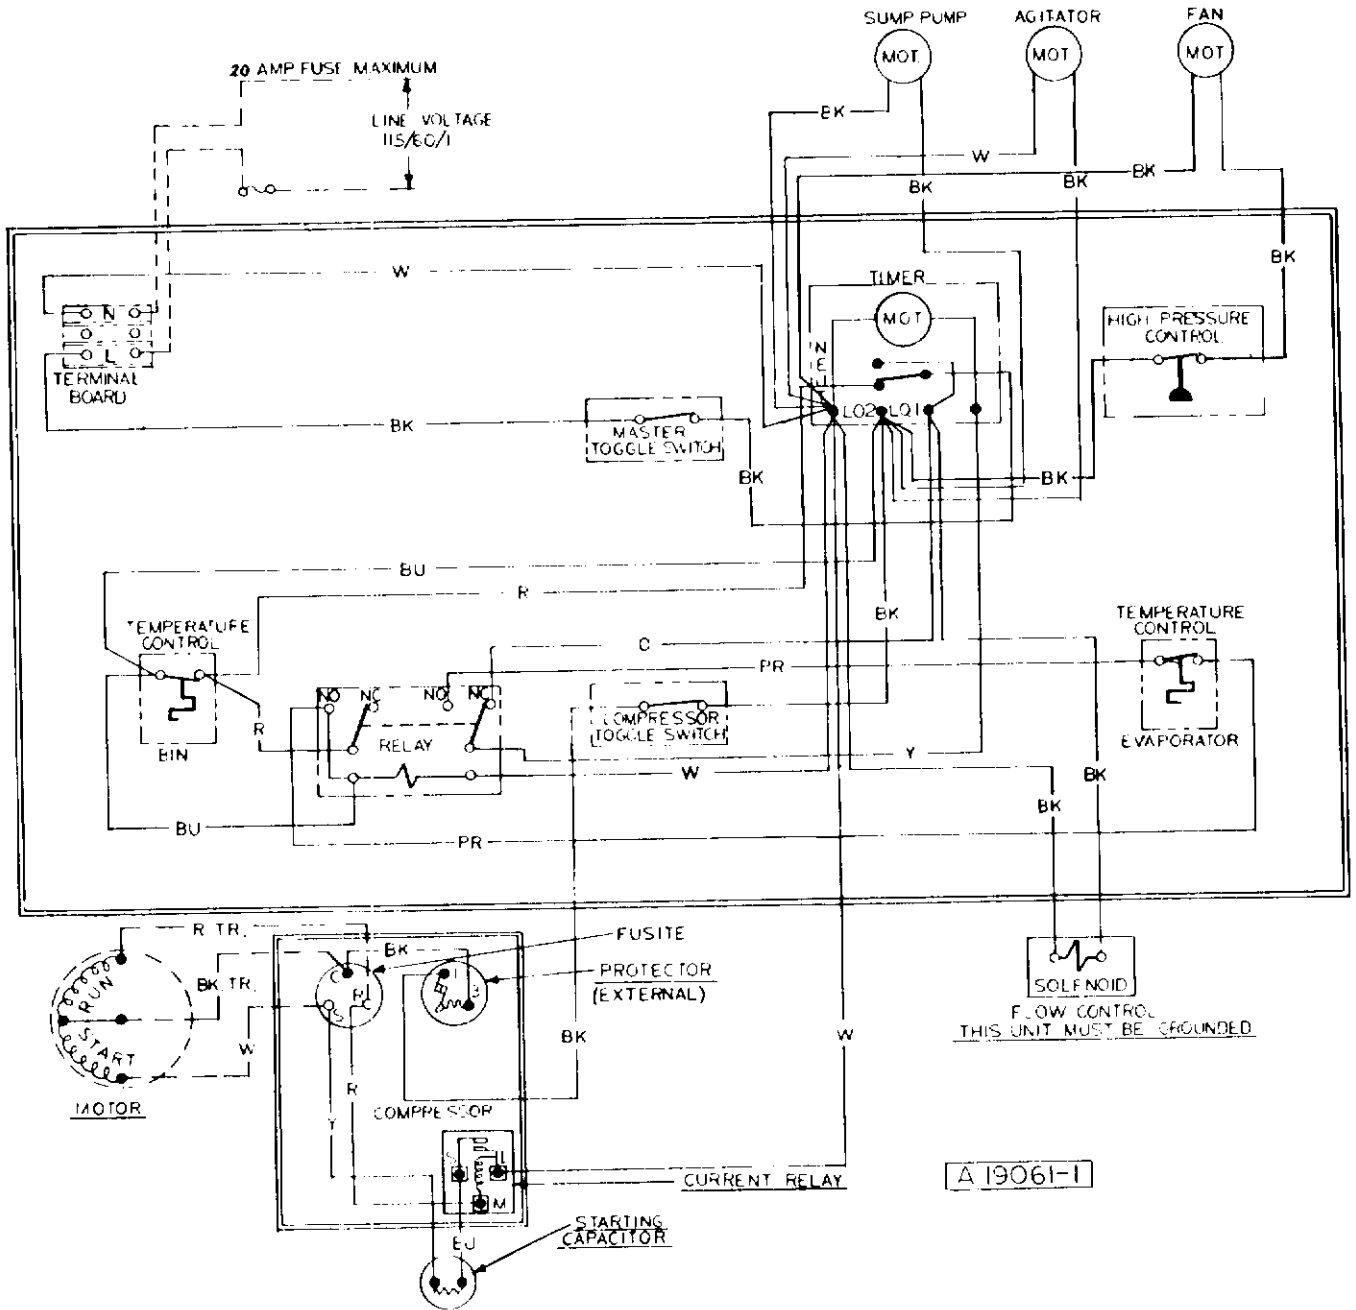 SUMP PUMP
AGITATOR
FAN
MOT.
MOT
MOT
20 AMP FUSE MAXIMUM
LINE VOLTAGE
115/60/1
BK
W
BK
BK
BK
BK
W
TIMER
MOT
N
L
TERMINAL
BOARD
HIGH PRESSURE
CONTROL
LO2
LO1
BK
MASTER
TOGGLE SWITCH
BK
BK
BU
R
BK
TEMPERATURE
CONTROL
TEMPERATURE
CONTROL
O
PR
NO
NC
NO
NC
R
RELAY
BIN
COMPRESSOR
TOGGLE SWITCH
EVAPORATOR
Y
W
BK
BK
BU
PR
R TR.
BK
FUSITE
PROTECTOR
(EXTERNAL)
C
R
S
1
3
BK TR.
RUN
START
W
MOTOR
BK
W
SOLENOID
FLOW CONTROL
THIS UNIT MUST BE GROUNDED
R
Y
COMPRESSOR
S
L
M
CURRENT RELAY
A 19061-1
STARTING
CAPACITOR